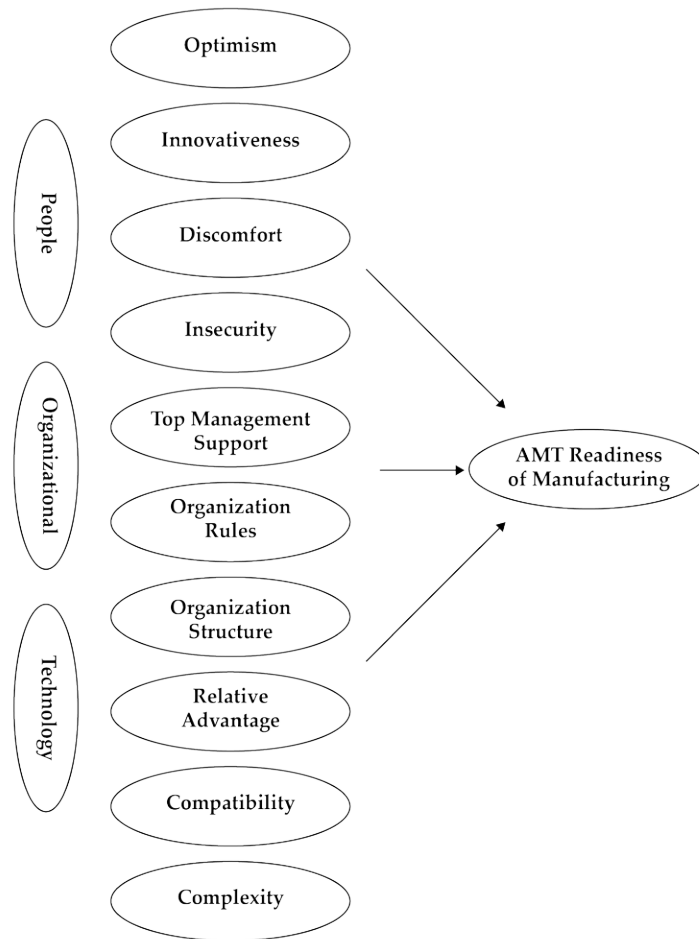 Optimism
Innovativeness
People
Discomfort
Insecurity
Organizational
Top Management
Support
AMT Readiness
of Manufacturing
Organization
Rules
Organization
Structure
Technology
Relative
Advantage
Compatibility
Complexity